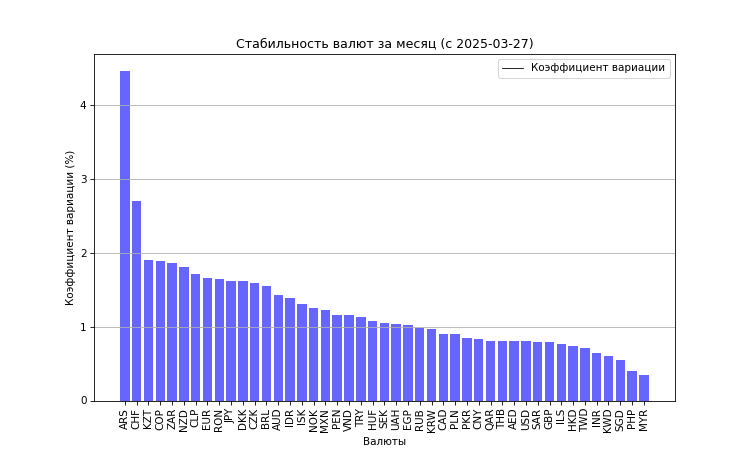 Стабильность валют за месяц (с 2025-03-27)
Коэффициент вариации
Коэффициент вариации (%)
4
3
2
1
0
ARS CHF KZT COP ZAR NZD CLP EUR RON JPY DKK CZK BRL AUD IDR ISK NOK MXN PEN VND TRY HUF SEK UAH EGP RUB KRW CAD PLN PKR CNY QAR THB AED USD SAR GBP ILS HKD TWD INR KWD SGD PHP MYR
Валюты